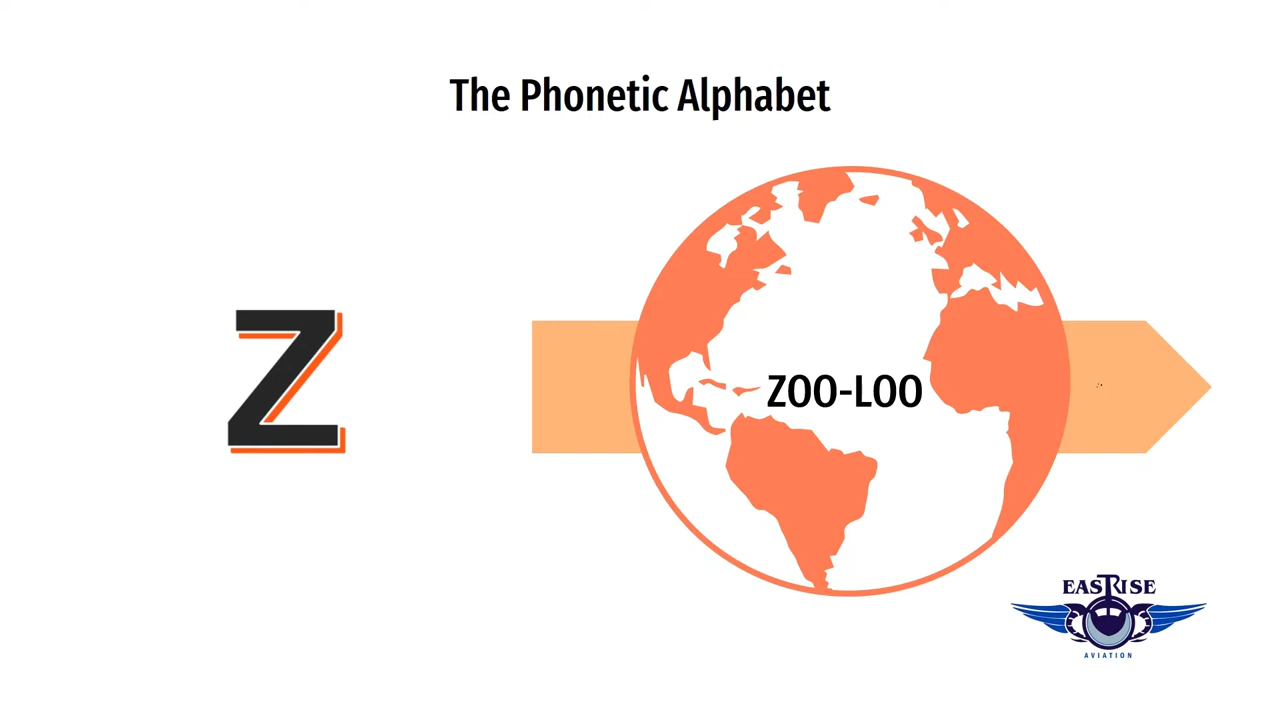 The Phonetic Alphabet
Z
ZOO-LOO
EASTRISE
AVIATION